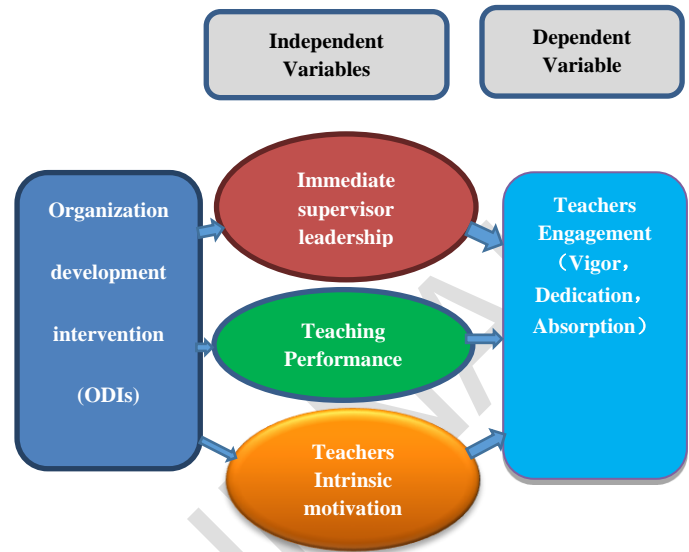 Independent
Variables
Dependent
Variable
Organization
development
intervention
(ODIs)
Immediate
supervisor
leadership
Teaching
Performance
Teachers
Intrinsic
motivation
Teachers
Engagement
（Vigor，
Dedication，
Absorption）